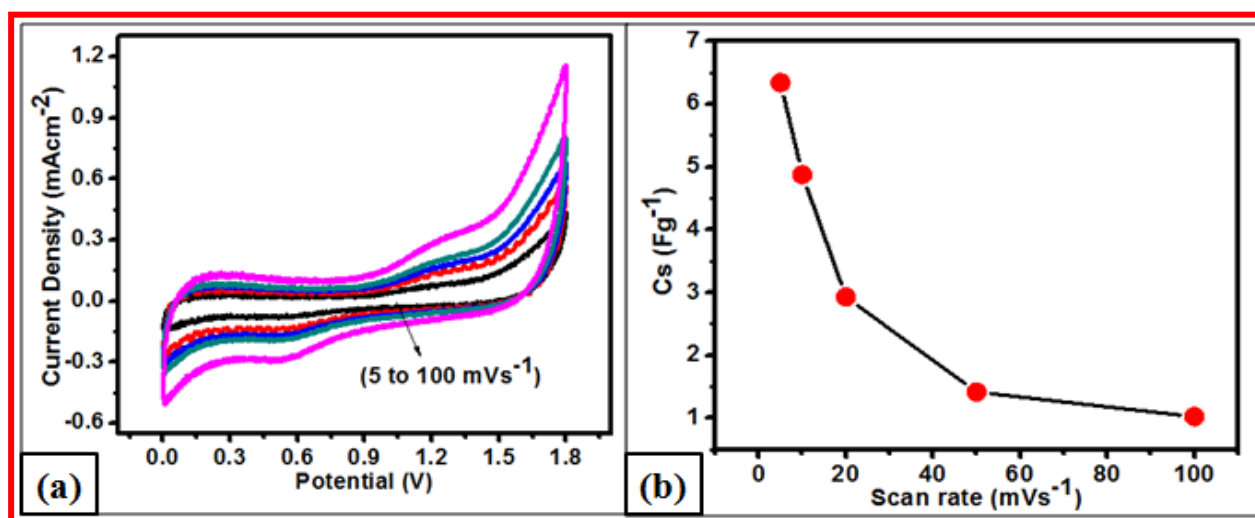 1.2
0.9
0.6
0.3
0.0
-0.3
-0.6
Current Density (mAcm-2)
(5 to 100 mVs-1)
0.0 0.3 0.6 0.9 1.2 1.5 1.8
Potential (V)
(a)
7
6
5
4
3
2
1
Cs (Fg-1)
0 20 40 60 80 100
Scan rate (mVs-1)
(b)